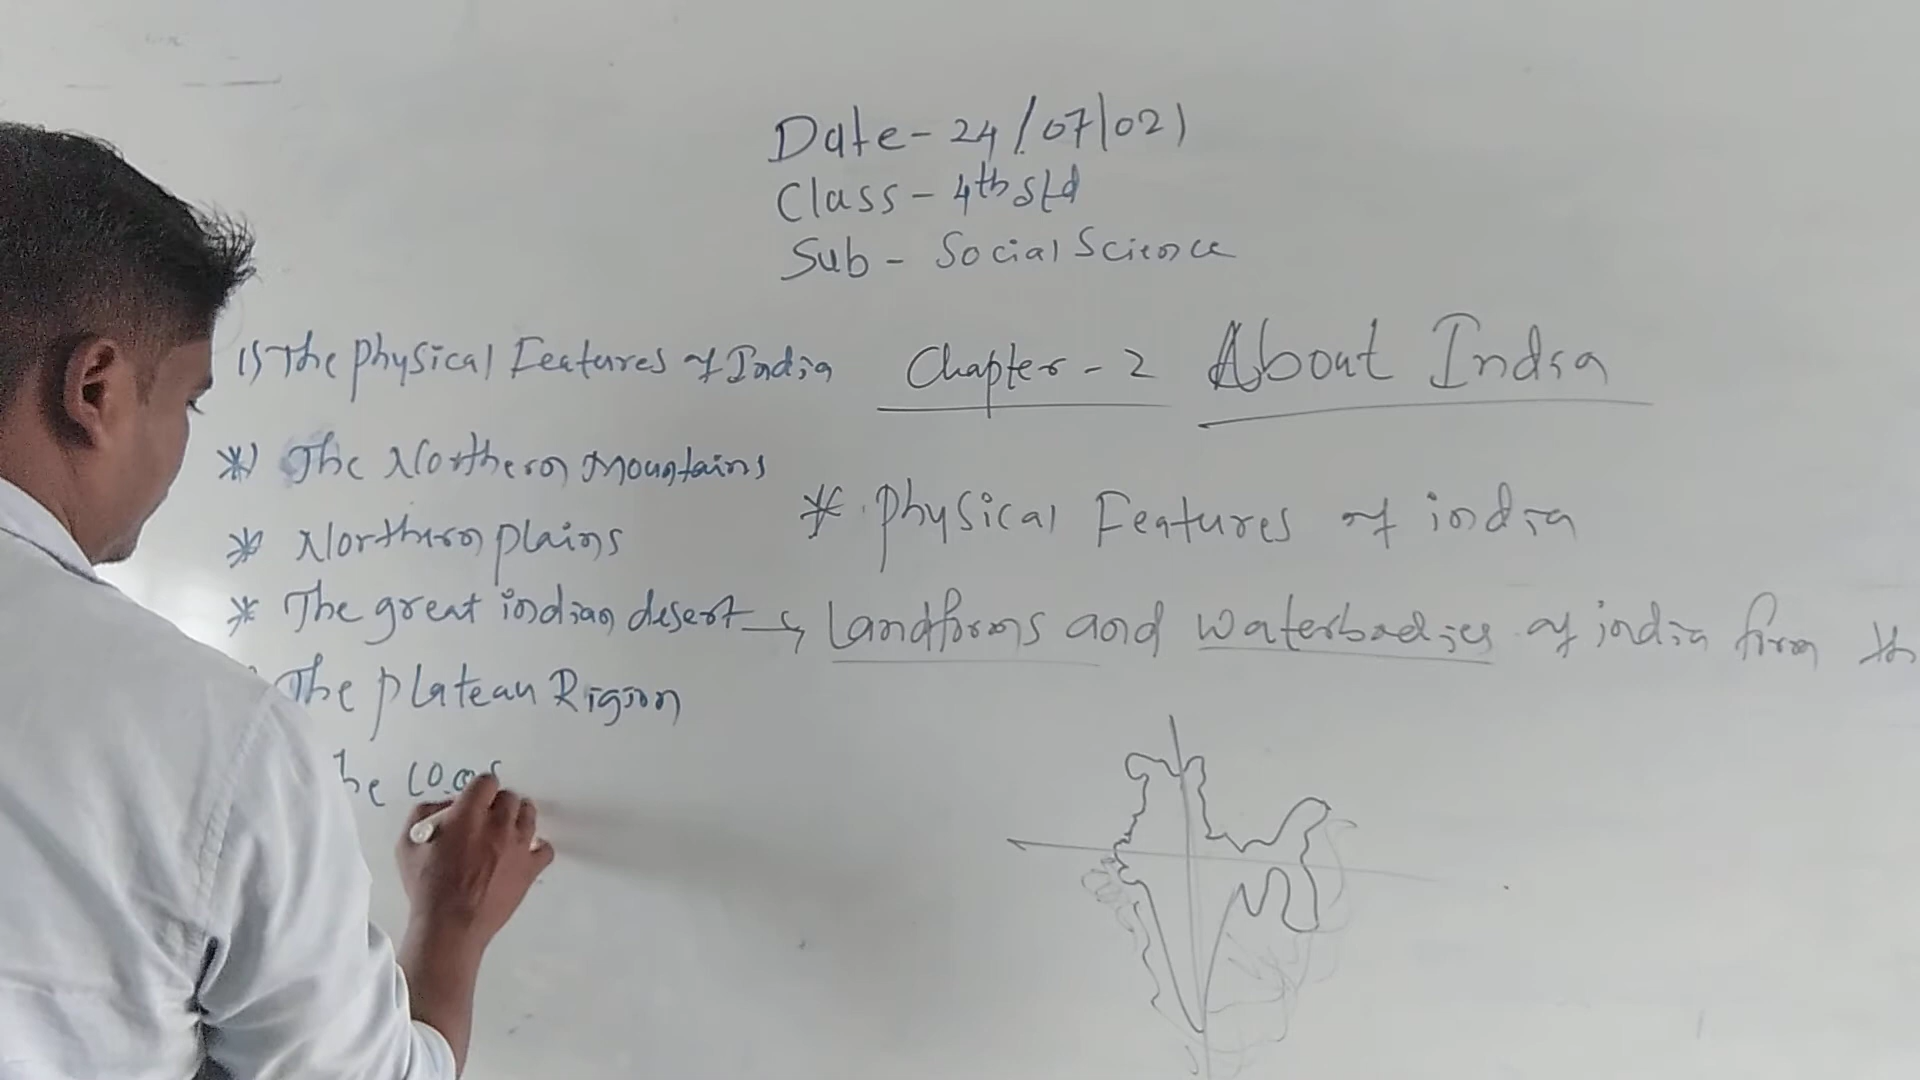 Date - 24/07/021
Class - 4th Std
Sub - Social Science
Chapter - 2 About India
1) The Physical Features of India
* The Northern Mountains
* Northern plains
* The great indian desert
The Plateau Rigion
he coas
* Physical Features of india
→ Landforms and waterbodies of india form th